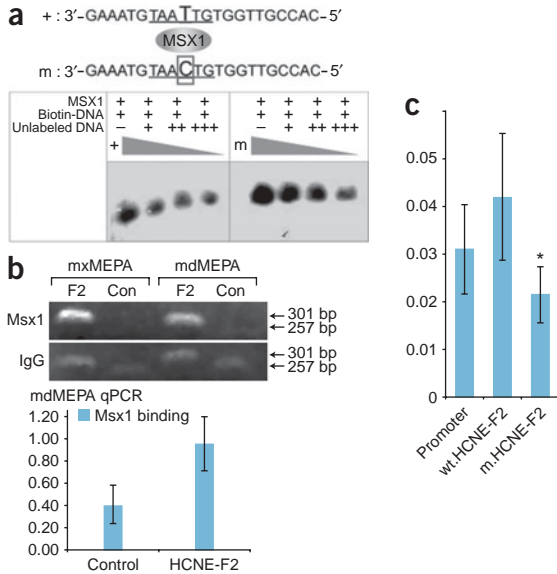 a
+ : 3′-GAAATGTAATTGTGGTTGCCAC-5′
MSX1
m : 3′-GAAATGTAACTGTGGTTGCCAC-5′
MSX1 + + + + + + + +
Biotin-DNA + + + + + + + +
Unlabeled DNA − + ++ +++ − + ++ +++
+ m
b
mxMEPA mdMEPA
F2 Con F2 Con
Msx1 301 bp
257 bp
IgG 301 bp
257 bp
mdMEPA qPCR
Msx1 binding
1.20
1.00
0.80
0.60
0.40
0.20
0.00
Control HCNE-F2
c
0.06
0.05
0.04
0.03
0.02
0.01
0
*
Promoter
wt.HCNE-F2
m.HCNE-F2